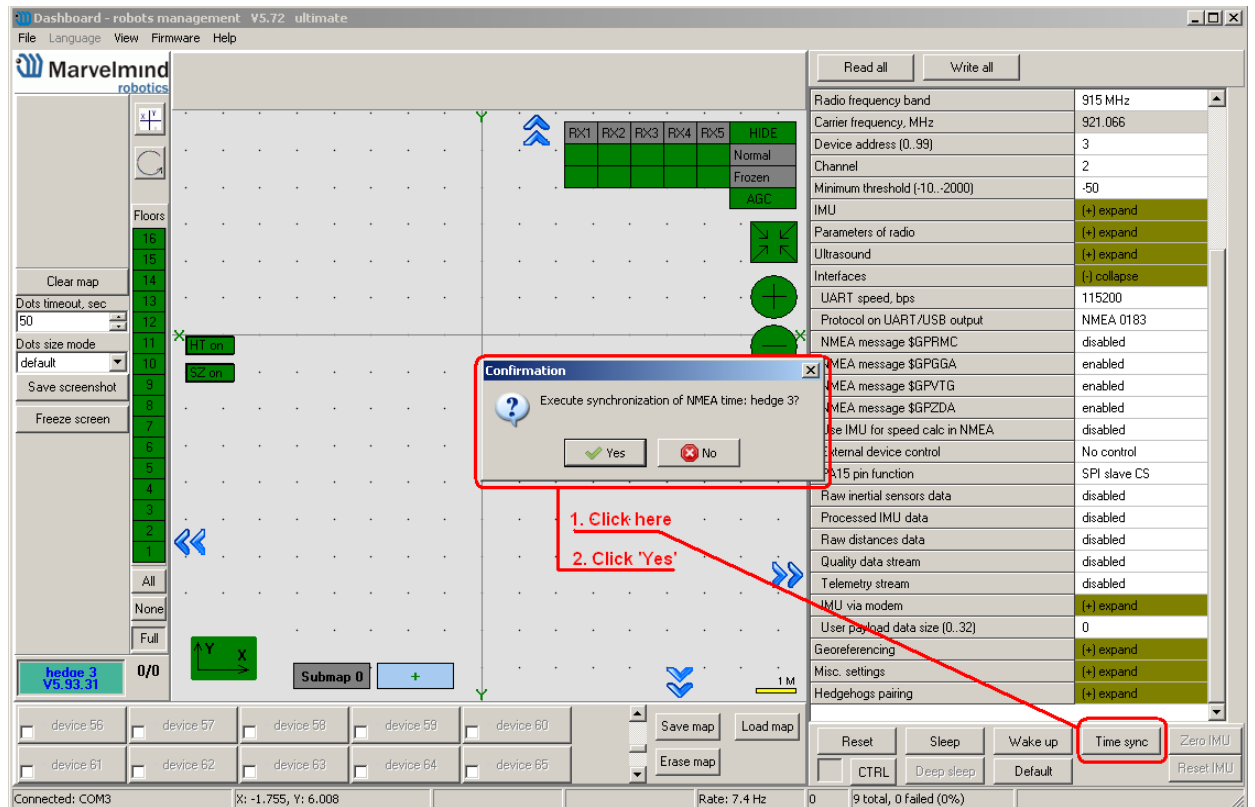 Dashboard - robots management V5.72 ultimate
File Language View Firmware Help
Marvelmind
robotics
Read all Write all
Floors
16
15
14
13
12
11
10
9
8
7
6
5
4
3
2
1
All
None
Full
Clear map
Dots timeout, sec
50
Dots size mode
default
Save screenshot
Freeze screen
hedge 3
V5.93.31
0/0
Y
RX1 RX2 RX3 RX4 RX5 HIDE
Normal
Frozen
AGC
X X
HT on
SZ on
Confirmation
Execute synchronization of NMEA time: hedge 3?
Yes No
1. Click here
2. Click 'Yes'
Y
X
Submap 0 +
Y
1 M
Radio frequency band 915 MHz
Carrier frequency, MHz 921.066
Device address (0..99) 3
Channel 2
Minimum threshold (-10..-2000) -50
IMU (+) expand
Parameters of radio (+) expand
Ultrasound (+) expand
Interfaces (-) collapse
UART speed, bps 115200
Protocol on UART/USB output NMEA 0183
NMEA message $GPRMC disabled
NMEA message $GPGGA enabled
NMEA message $GPVTG enabled
NMEA message $GPZDA enabled
IMU for speed calc in NMEA disabled
device control No control
pin function SPI slave CS
Raw inertial sensors data disabled
Processed IMU data disabled
Raw distances data disabled
Quality data stream disabled
Telemetry stream disabled
IMU via modem (+) expand
User payload data size (0..32) 0
Georeferencing (+) expand
Misc. settings (+) expand
Hedgehogs pairing (+) expand
device 56 device 57 device 58 device 59 device 60
device 61 device 62 device 63 device 64 device 65
Save map Load map
Erase map
Reset Sleep Wake up Time sync Zero IMU
CTRL Deep sleep Default Reset IMU
Connected: COM3 X: -1.755, Y: 6.008 Rate: 7.4 Hz 0 9 total, 0 failed (0%)